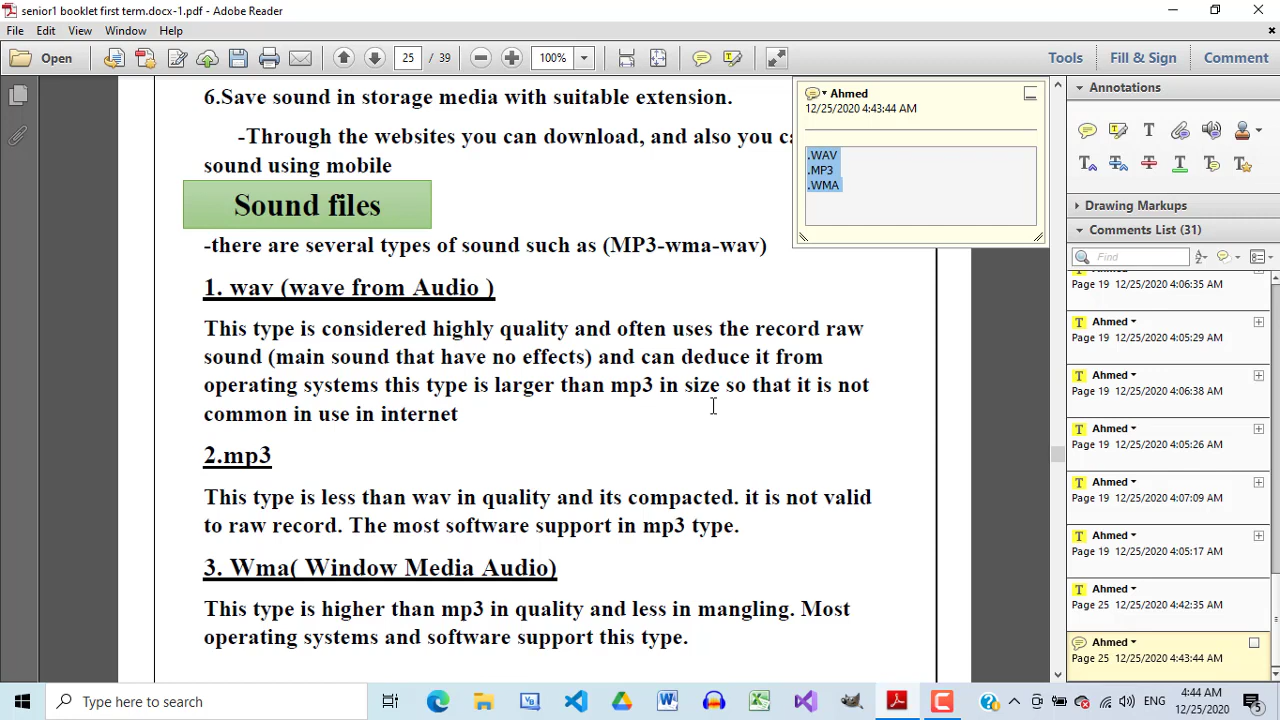 senior1 booklet first term.docx-1.pdf - Adobe Reader
File Edit View Window Help
Open 25 / 39 100% Tools Fill & Sign Comment
6.Save sound in storage media with suitable extension.
-Through the websites you can download, and also you
sound using mobile
Sound files
-there are several types of sound such as (MP3-wma-wav)
1. wav (wave from Audio )
This type is considered highly quality and often uses the record raw
sound (main sound that have no effects) and can deduce it from
operating systems this type is larger than mp3 in size so that it is not
common in use in internet
2.mp3
This type is less than wav in quality and its compacted. it is not valid
to raw record. The most software support in mp3 type.
3. Wma( Window Media Audio)
This type is higher than mp3 in quality and less in mangling. Most
operating systems and software support this type.
Ahmed
12/25/2020 4:43:44 AM
.WAV
.MP3
.WMA
Annotations
Drawing Markups
Comments List (31)
Find
Page 19 12/25/2020 4:06:35 AM
Ahmed
Page 19 12/25/2020 4:05:29 AM
Ahmed
Page 19 12/25/2020 4:06:38 AM
Ahmed
Page 19 12/25/2020 4:05:26 AM
Ahmed
Page 19 12/25/2020 4:07:09 AM
Ahmed
Page 19 12/25/2020 4:05:17 AM
Ahmed
Page 25 12/25/2020 4:42:35 AM
Ahmed
Page 25 12/25/2020 4:43:44 AM
Type here to search
4:44 AM
12/25/2020
5